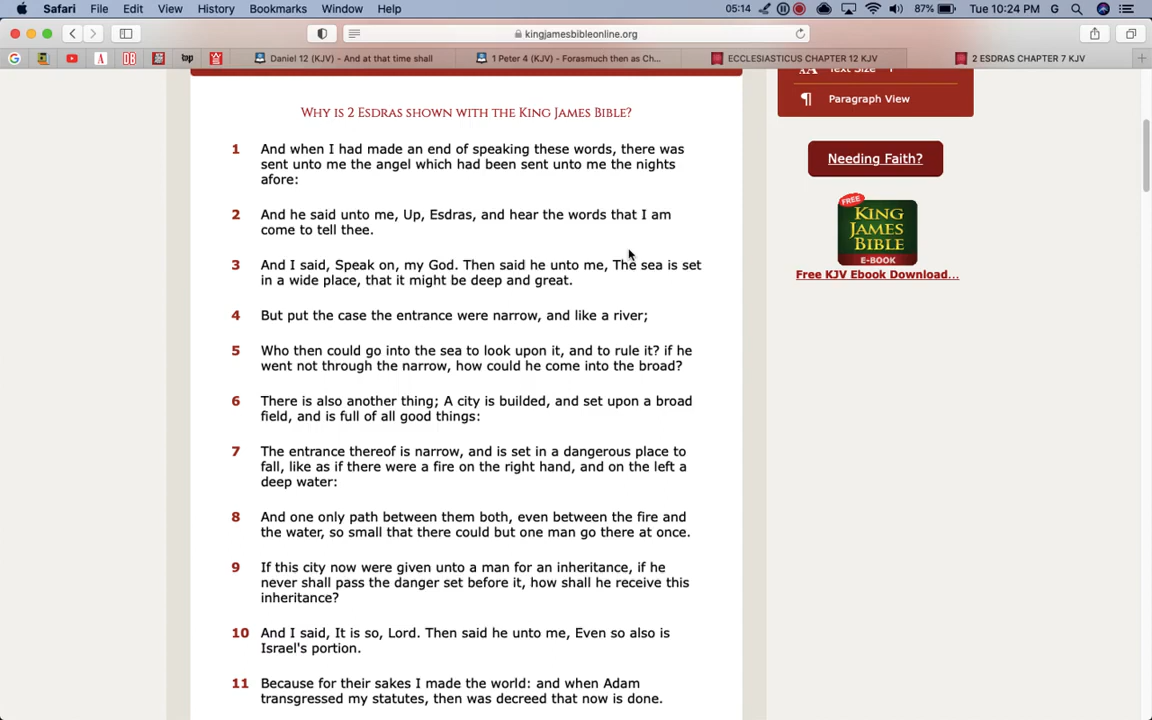 Safari File Edit View History Bookmarks Window Help 05:14 87% Tue 10:24 PM G
kingjamesbibleonline.org
Daniel 12 (KJV) - And at that time shall
1 Peter 4 (KJV) - Forasmuch then as Ch...
ECCLESIASTICUS CHAPTER 12 KJV
2 ESDRAS CHAPTER 7 KJV
Why is 2 Esdras shown with the King James Bible?
1 And when I had made an end of speaking these words, there was
sent unto me the angel which had been sent unto me the nights
afore:
2 And he said unto me, Up, Esdras, and hear the words that I am
come to tell thee.
3 And I said, Speak on, my God. Then said he unto me, The sea is set
in a wide place, that it might be deep and great.
4 But put the case the entrance were narrow, and like a river;
5 Who then could go into the sea to look upon it, and to rule it? if he
went not through the narrow, how could he come into the broad?
6 There is also another thing; A city is builded, and set upon a broad
field, and is full of all good things:
7 The entrance thereof is narrow, and is set in a dangerous place to
fall, like as if there were a fire on the right hand, and on the left a
deep water:
8 And one only path between them both, even between the fire and
the water, so small that there could but one man go there at once.
9 If this city now were given unto a man for an inheritance, if he
never shall pass the danger set before it, how shall he receive this
inheritance?
10 And I said, It is so, Lord. Then said he unto me, Even so also is
Israel's portion.
11 Because for their sakes I made the world: and when Adam
transgressed my statutes, then was decreed that now is done.
AA Text Size
¶ Paragraph View
Needing Faith?
FREE
KING
JAMES
BIBLE
E-BOOK
Free KJV Ebook Download...